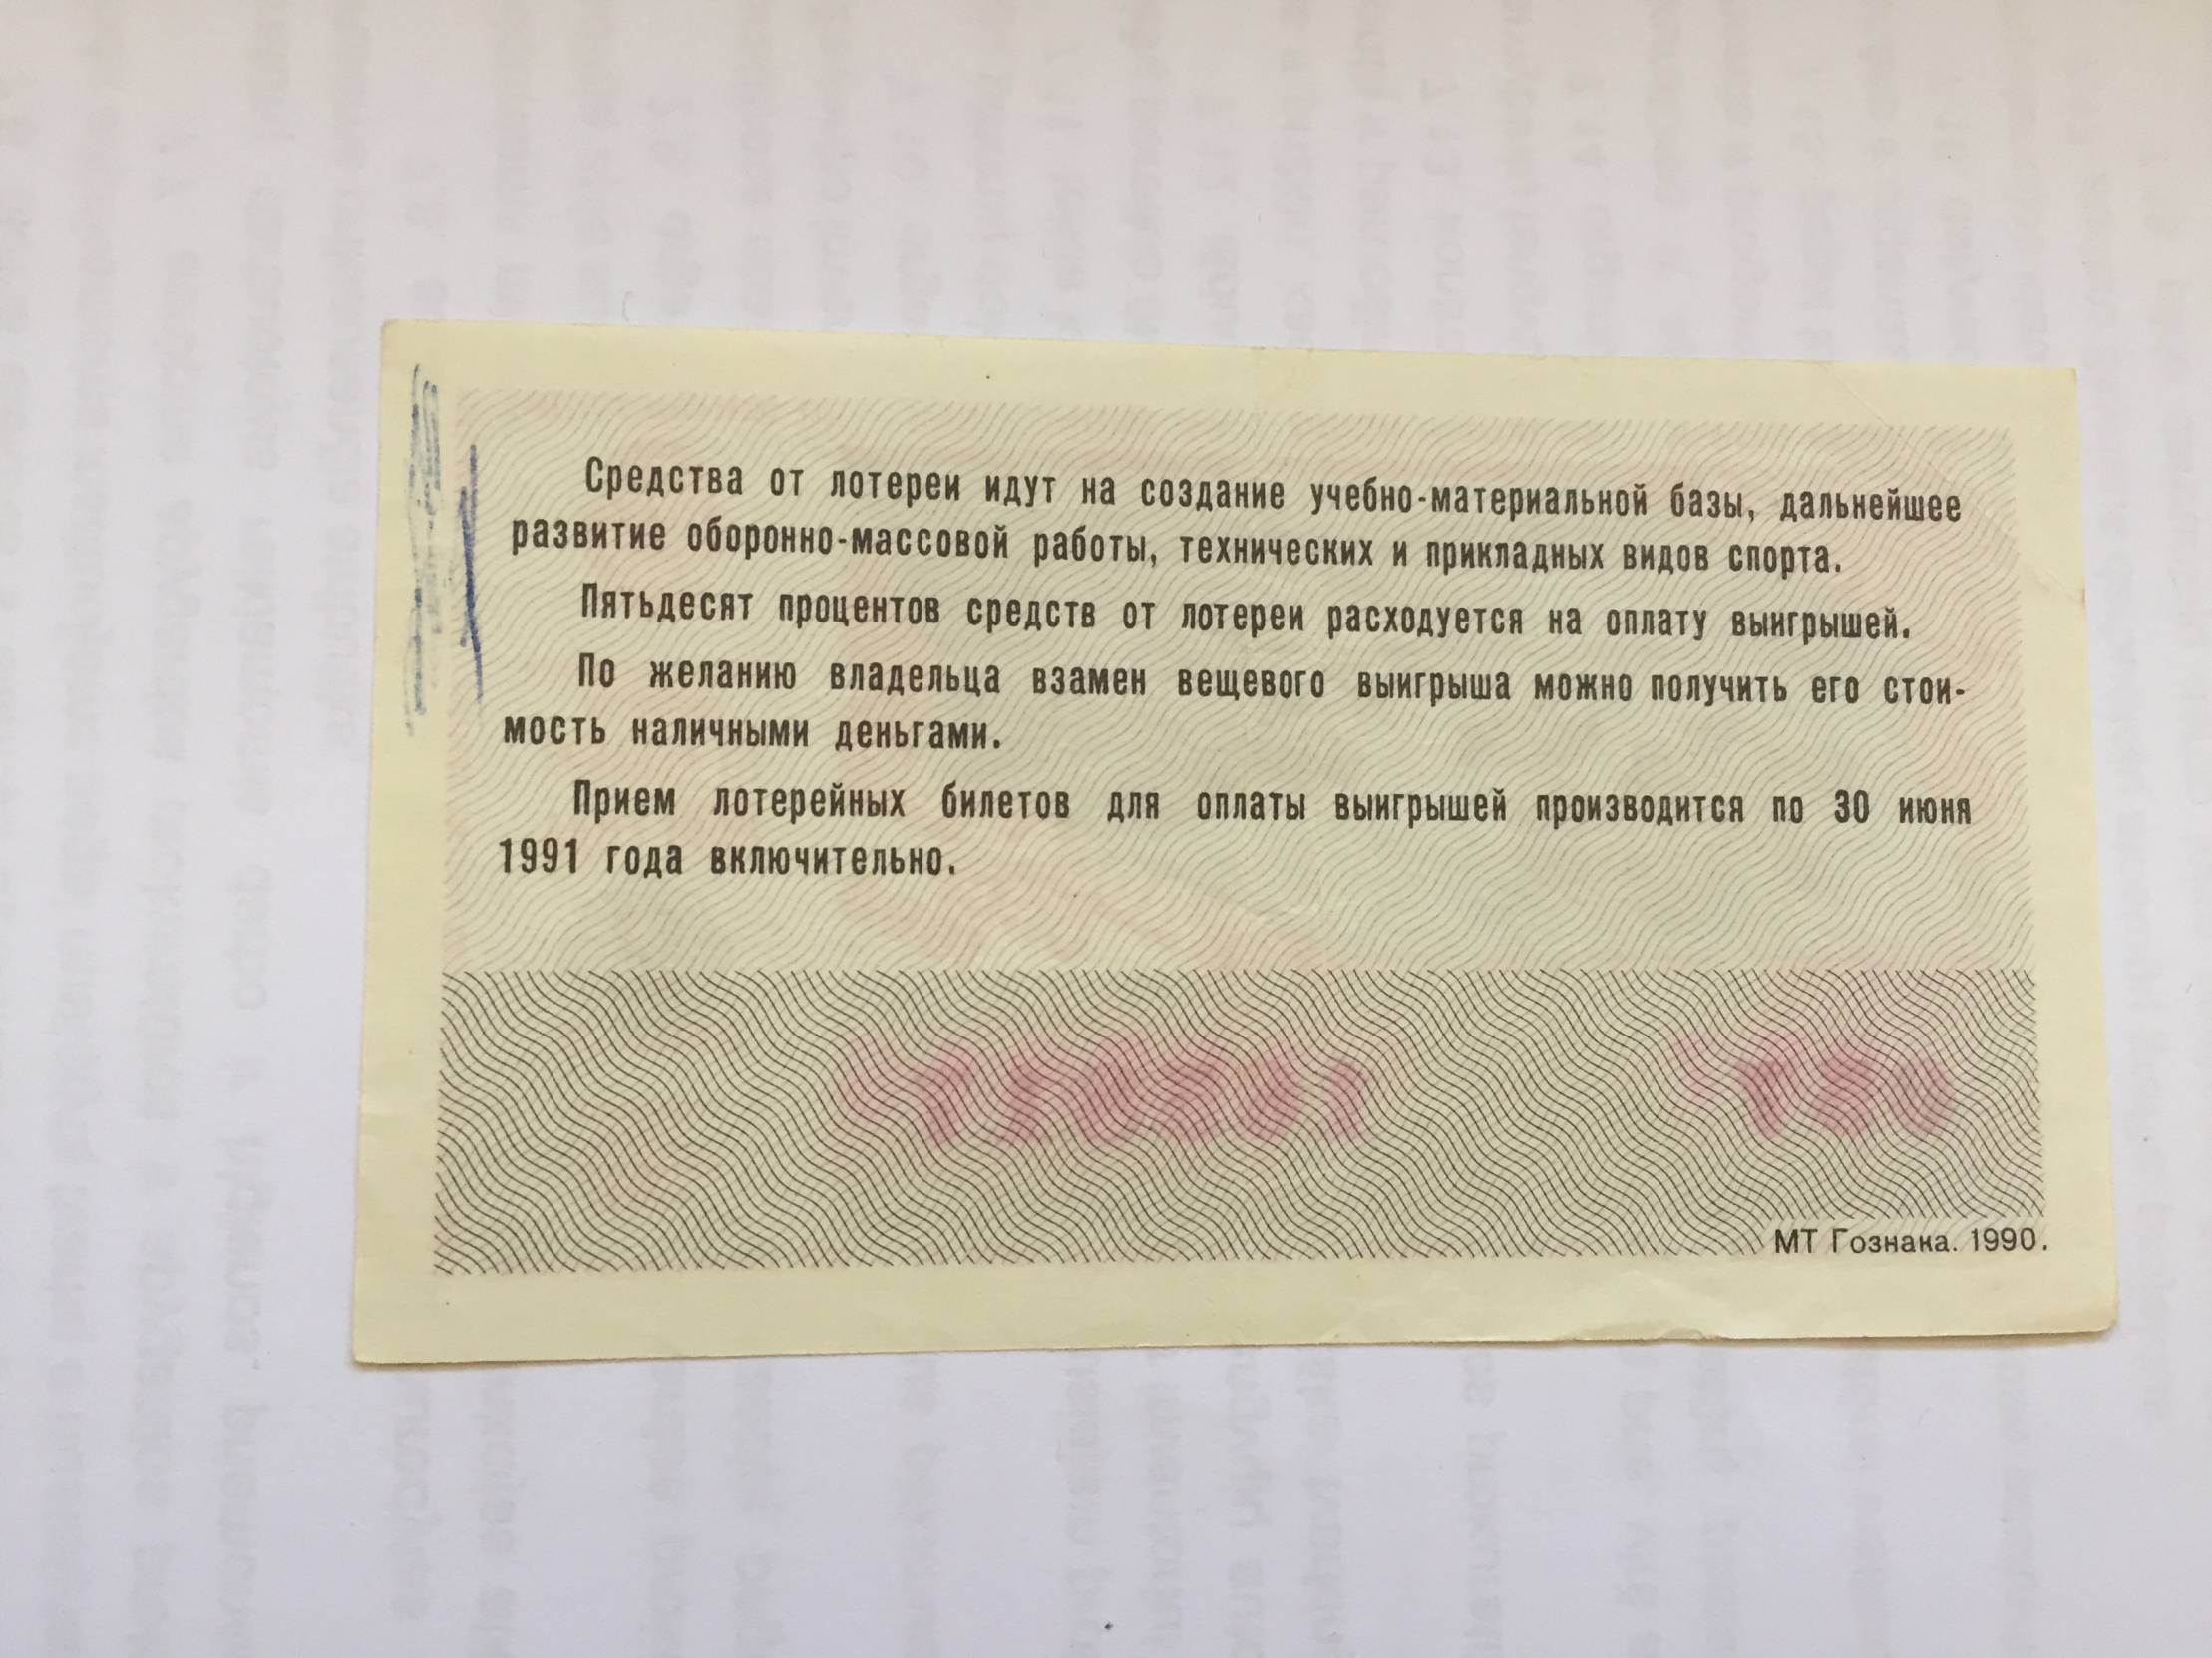 Средства от лотереи идут на создание учебно-материальной базы, дальнейшее
развитие оборонно-массовой работы, технических и прикладных видов спорта.
Пятьдесят процентов средств от лотереи расходуется на оплату выигрышей.
По желанию владельца взамен вещевого выигрыша можно получить его стои-
мость наличными деньгами.
Прием лотерейных билетов для оплаты выигрышей производится по 30 июня
1991 года включительно.
МТ Гознака. 1990.